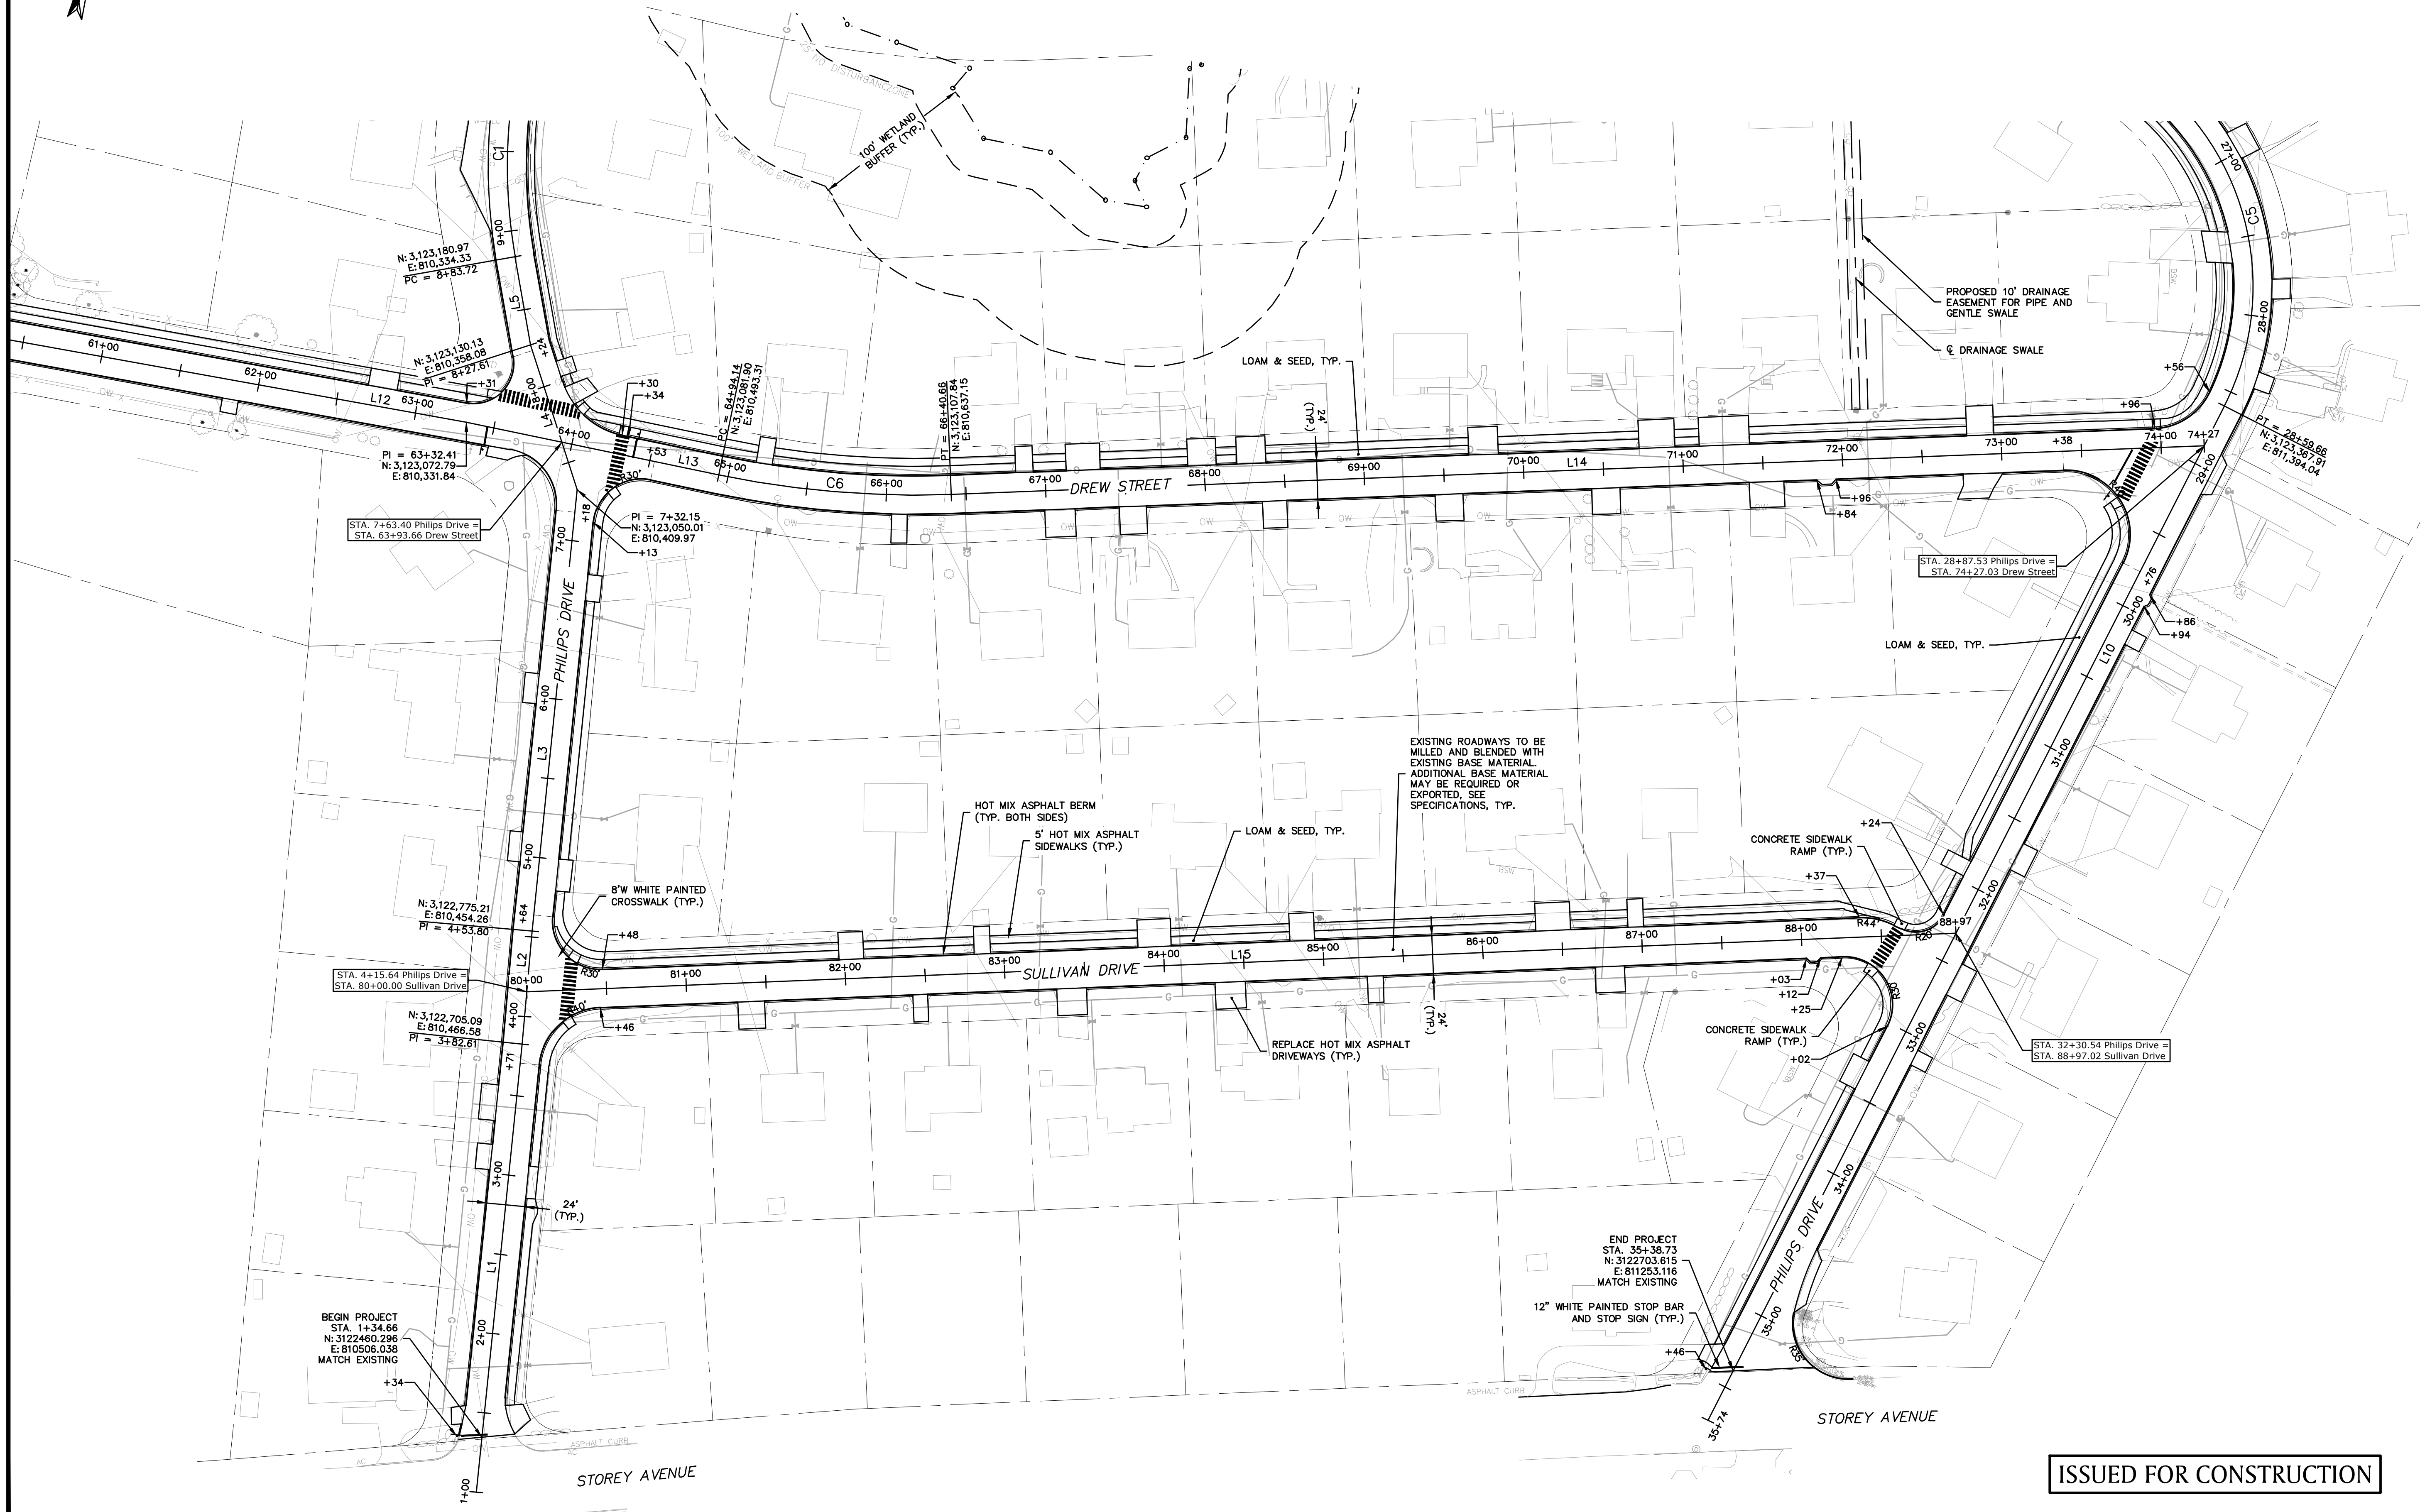 25' NO DISTURBANCZONE
100' WETLAND BUFFER
100' WETLAND
BUFFER (TYP.)
C1
9+00
N: 3,123,180.97
E: 810,334.33
PC = 8+83.72
L5
+24
N: 3,123,130.13
E: 810,358.08
PI = 8+27.61
8+00
L4
+31
61+00
62+00
L12
63+00
64+00
+30
+34
+53
L13
65+00
PC = 64+94.14
N: 3,123,081.90
E: 810,493.31
C6
66+00
PT = 66+40.66
N: 3,123,107.84
E: 810,637.15
67+00
DREW STREET
68+00
69+00
70+00
L14
71+00
72+00
73+00
+38
74+00
74+27
+96
+56
LOAM & SEED, TYP.
24'
(TYP.)
PROPOSED 10' DRAINAGE
EASEMENT FOR PIPE AND
GENTLE SWALE
℄ DRAINAGE SWALE
27+00
C5
28+00
PT = 28+59.66
N: 3,123,367.91
E: 811,394.04
29+00
PI = 63+32.41
N: 3,123,072.79
E: 810,331.84
R30'
STA. 7+63.40 Philips Drive =
STA. 63+93.66 Drew Street
+18
PI = 7+32.15
N: 3,123,050.01
E: 810,409.97
+13
7+00
PHILIPS DRIVE
+96
+84
STA. 28+87.53 Philips Drive =
STA. 74+27.03 Drew Street
+76
30+00
+86
+94
LOAM & SEED, TYP.
L10
31+00
6+00
L3
5+00
EXISTING ROADWAYS TO BE
MILLED AND BLENDED WITH
EXISTING BASE MATERIAL.
ADDITIONAL BASE MATERIAL
MAY BE REQUIRED OR
EXPORTED, SEE
SPECIFICATIONS, TYP.
HOT MIX ASPHALT BERM
(TYP. BOTH SIDES)
5' HOT MIX ASPHALT
SIDEWALKS (TYP.)
LOAM & SEED, TYP.
+24
CONCRETE SIDEWALK
RAMP (TYP.)
+37
32+00
8'W WHITE PAINTED
CROSSWALK (TYP.)
N: 3,122,775.21
E: 810,454.26
PI = 4+53.80
+64
L2
+48
R30'
STA. 4+15.64 Philips Drive =
STA. 80+00.00 Sullivan Drive
80+00
81+00
82+00
83+00
SULLIVAN DRIVE
84+00
L15
85+00
86+00
87+00
88+00
R44'
R20'
88+97
N: 3,122,705.09
E: 810,466.58
PI = 3+82.61
4+00
R40'
+46
+71
24'
(TYP.)
REPLACE HOT MIX ASPHALT
DRIVEWAYS (TYP.)
+03
+12
+25
R30'
CONCRETE SIDEWALK
RAMP (TYP.)
+02
33+00
STA. 32+30.54 Philips Drive =
STA. 88+97.02 Sullivan Drive
3+00
24'
(TYP.)
34+00
PHILIPS DRIVE
L1
END PROJECT
STA. 35+38.73
N: 3122703.615
E: 811253.116
MATCH EXISTING
12" WHITE PAINTED STOP BAR
AND STOP SIGN (TYP.)
+46
35+00
R35'
BEGIN PROJECT
STA. 1+34.66
N: 3122460.296
E: 810506.038
MATCH EXISTING
+34
2+00
ASPHALT CURB
AC
AC
ASPHALT CURB
35+74
1+00
STOREY AVENUE
STOREY AVENUE
ISSUED FOR CONSTRUCTION